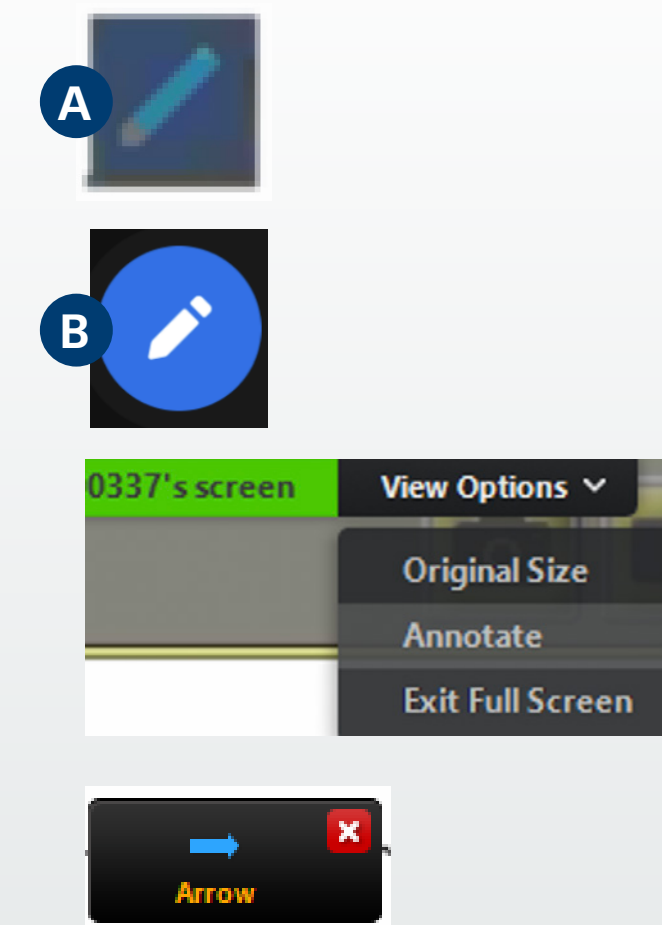 A
B
0337's screen
View Options
Original Size
Annotate
Exit Full Screen
Arrow